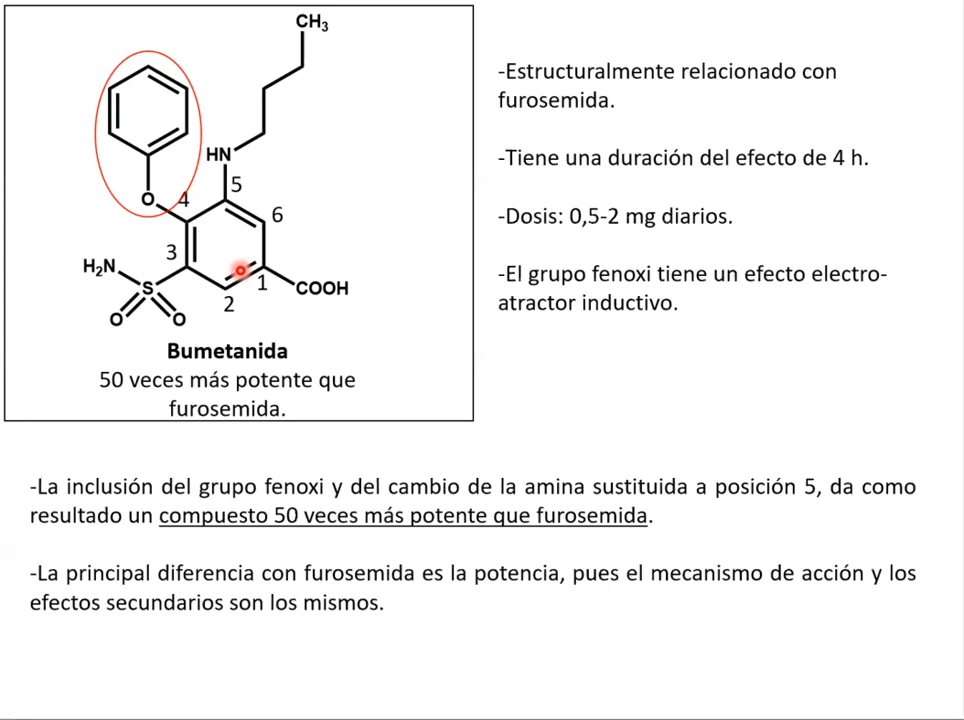 CH₃
HN
5
O
4
6
3
H₂N
S
1
COOH
2
O
O
Bumetanida
50 veces más potente que
furosemida.
-Estructuralmente relacionado con
furosemida.
-Tiene una duración del efecto de 4 h.
-Dosis: 0,5-2 mg diarios.
-El grupo fenoxi tiene un efecto electro-
atractor inductivo.
-La inclusión del grupo fenoxi y del cambio de la amina sustituida a posición 5, da como
resultado un compuesto 50 veces más potente que furosemida.
-La principal diferencia con furosemida es la potencia, pues el mecanismo de acción y los
efectos secundarios son los mismos.